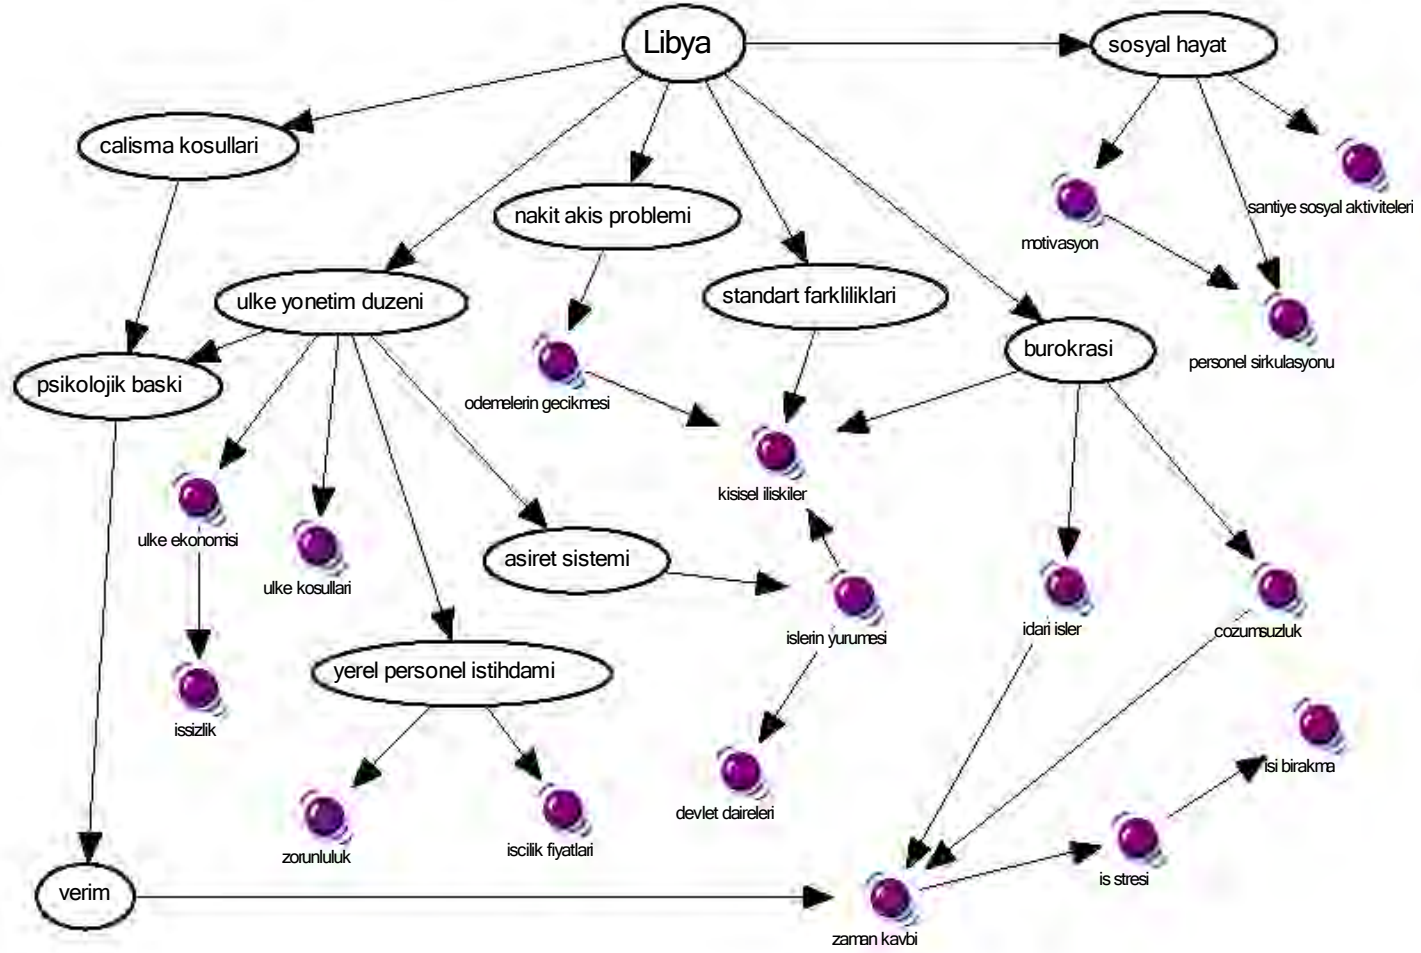 Libya
sosyal hayat
calisma kosullari
nakit akis problemi
santiye sosyal aktiviteleri
motivasyon
ulke yonetim duzeni
standart farkliliklari
burokrasi
personel sirkulasyonu
psikolojik baski
odemelerin gecikmesi
kisisel iliskiler
ulke ekonomisi
asiret sistemi
ulke kosullari
islerin yurumesi
idari isler
cozumsuzluk
yerel personel istihdami
issizlik
isi birakma
devlet daireleri
zorunluluk
iscilik fiyatlari
is stresi
verim
zaman kaybi